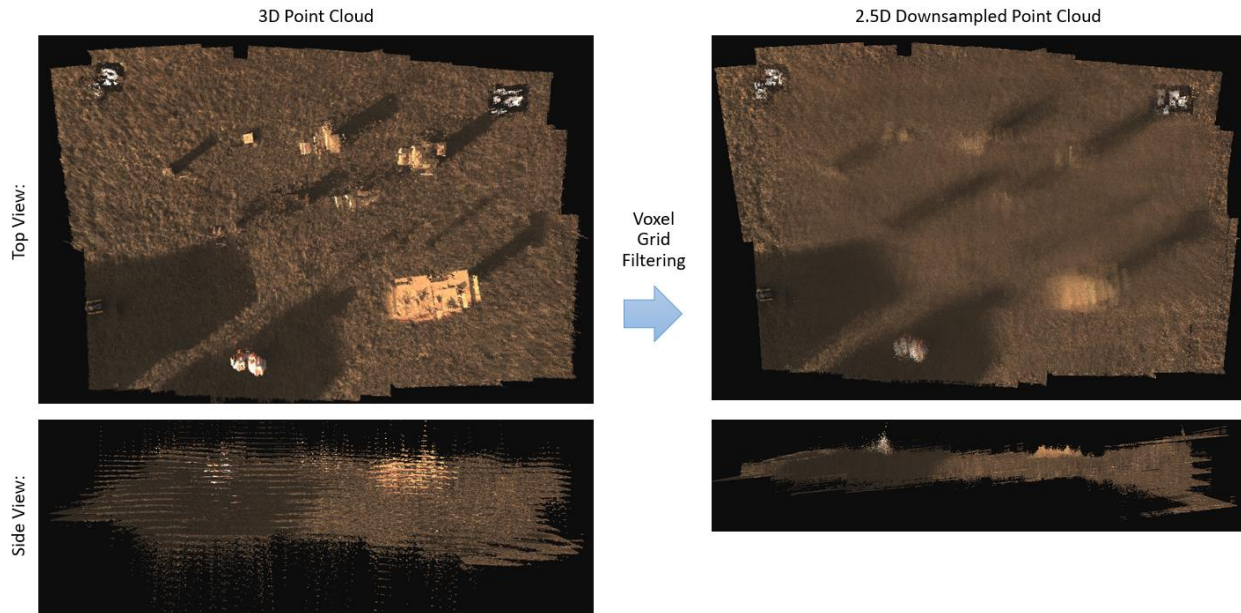 3D Point Cloud
2.5D Downsampled Point Cloud
Top View:
Voxel
Grid
Filtering
Side View: